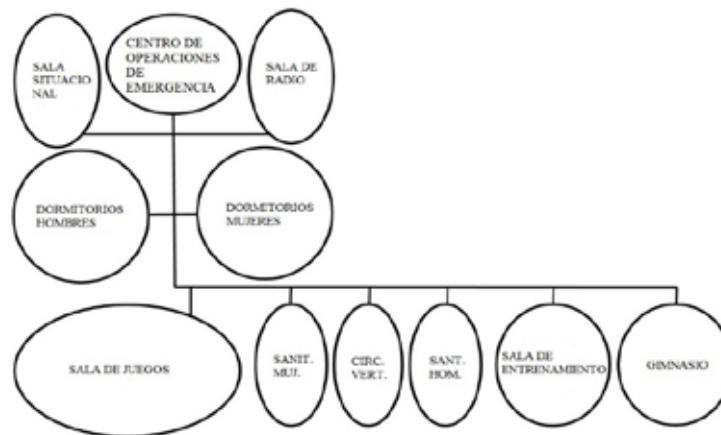 SALA
SITUACIO
NAL
CENTRO DE
OPERACIONES
DE
EMERGENCIA
SALA DE
RADIO
DORMITORIOS
HOMBRES
DORMITORIOS
MUJERES
SALA DE JUEGOS
SANIT.
MUJ.
CIRC.
VERT.
SANT.
HOM.
SALA DE
ENTRENAMIENTO
GIMNASIO